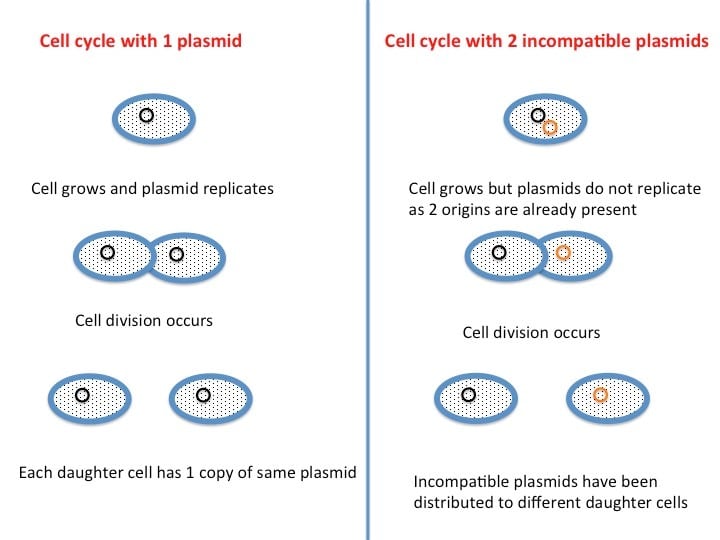 Cell cycle with 1 plasmid
Cell grows and plasmid replicates
Cell division occurs
Each daughter cell has 1 copy of same plasmid
Cell cycle with 2 incompatible plasmids
Cell grows but plasmids do not replicate
as 2 origins are already present
Cell division occurs
Incompatible plasmids have been
distributed to different daughter cells